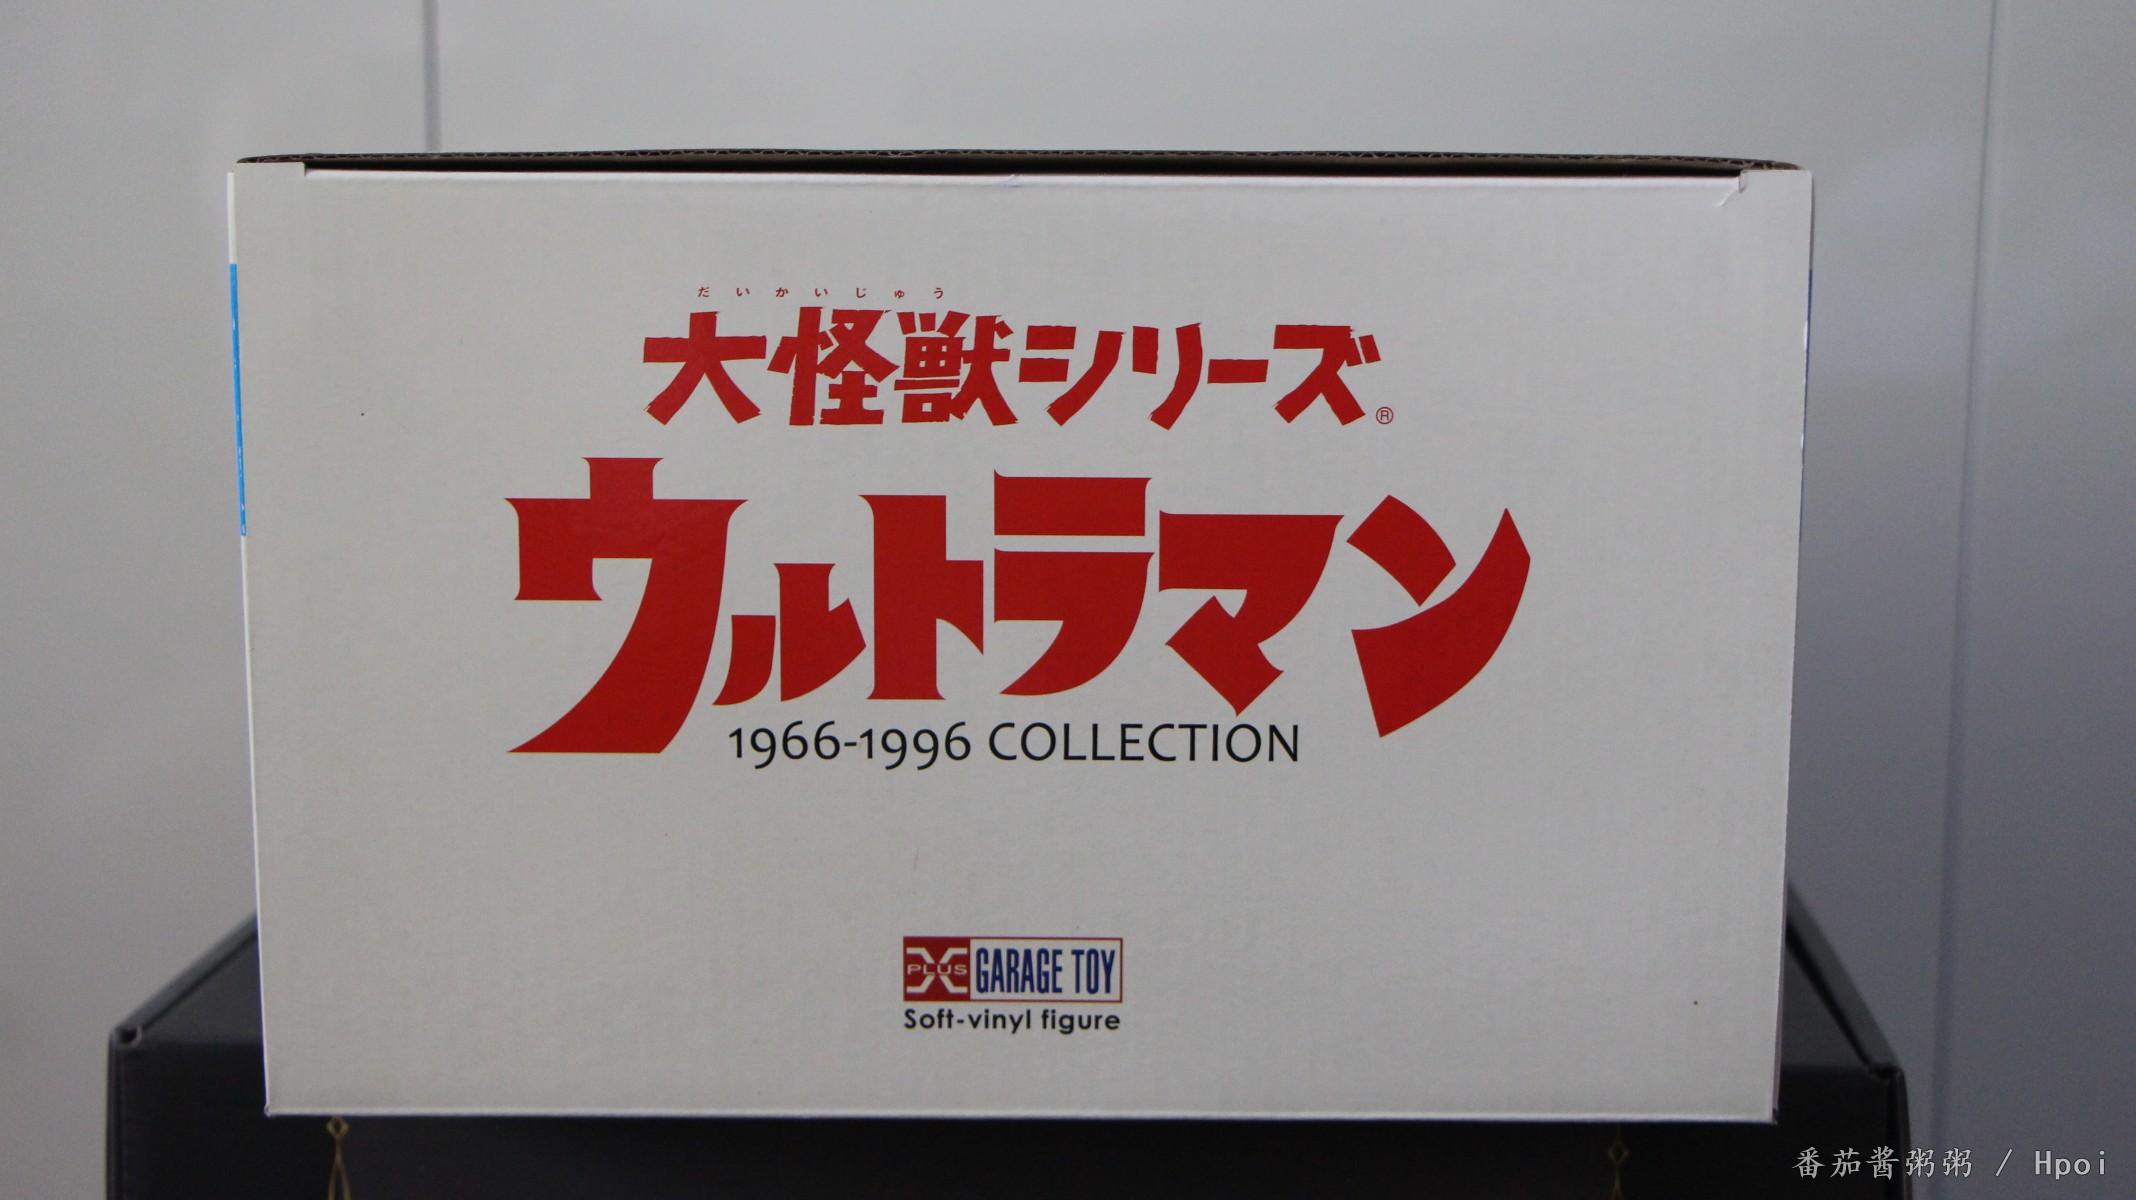 だいかいじゅう
大怪獣シリーズ®
ウルトラマン
1966-1996 COLLECTION
X PLUS GARAGE TOY
Soft-vinyl figure
番茄酱粥粥 / Hpoi